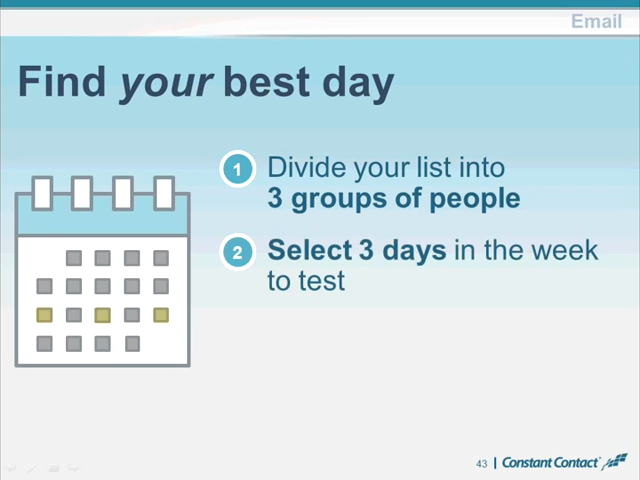 Email
Find your best day
1 Divide your list into
3 groups of people
2 Select 3 days in the week
to test
43 | Constant Contact